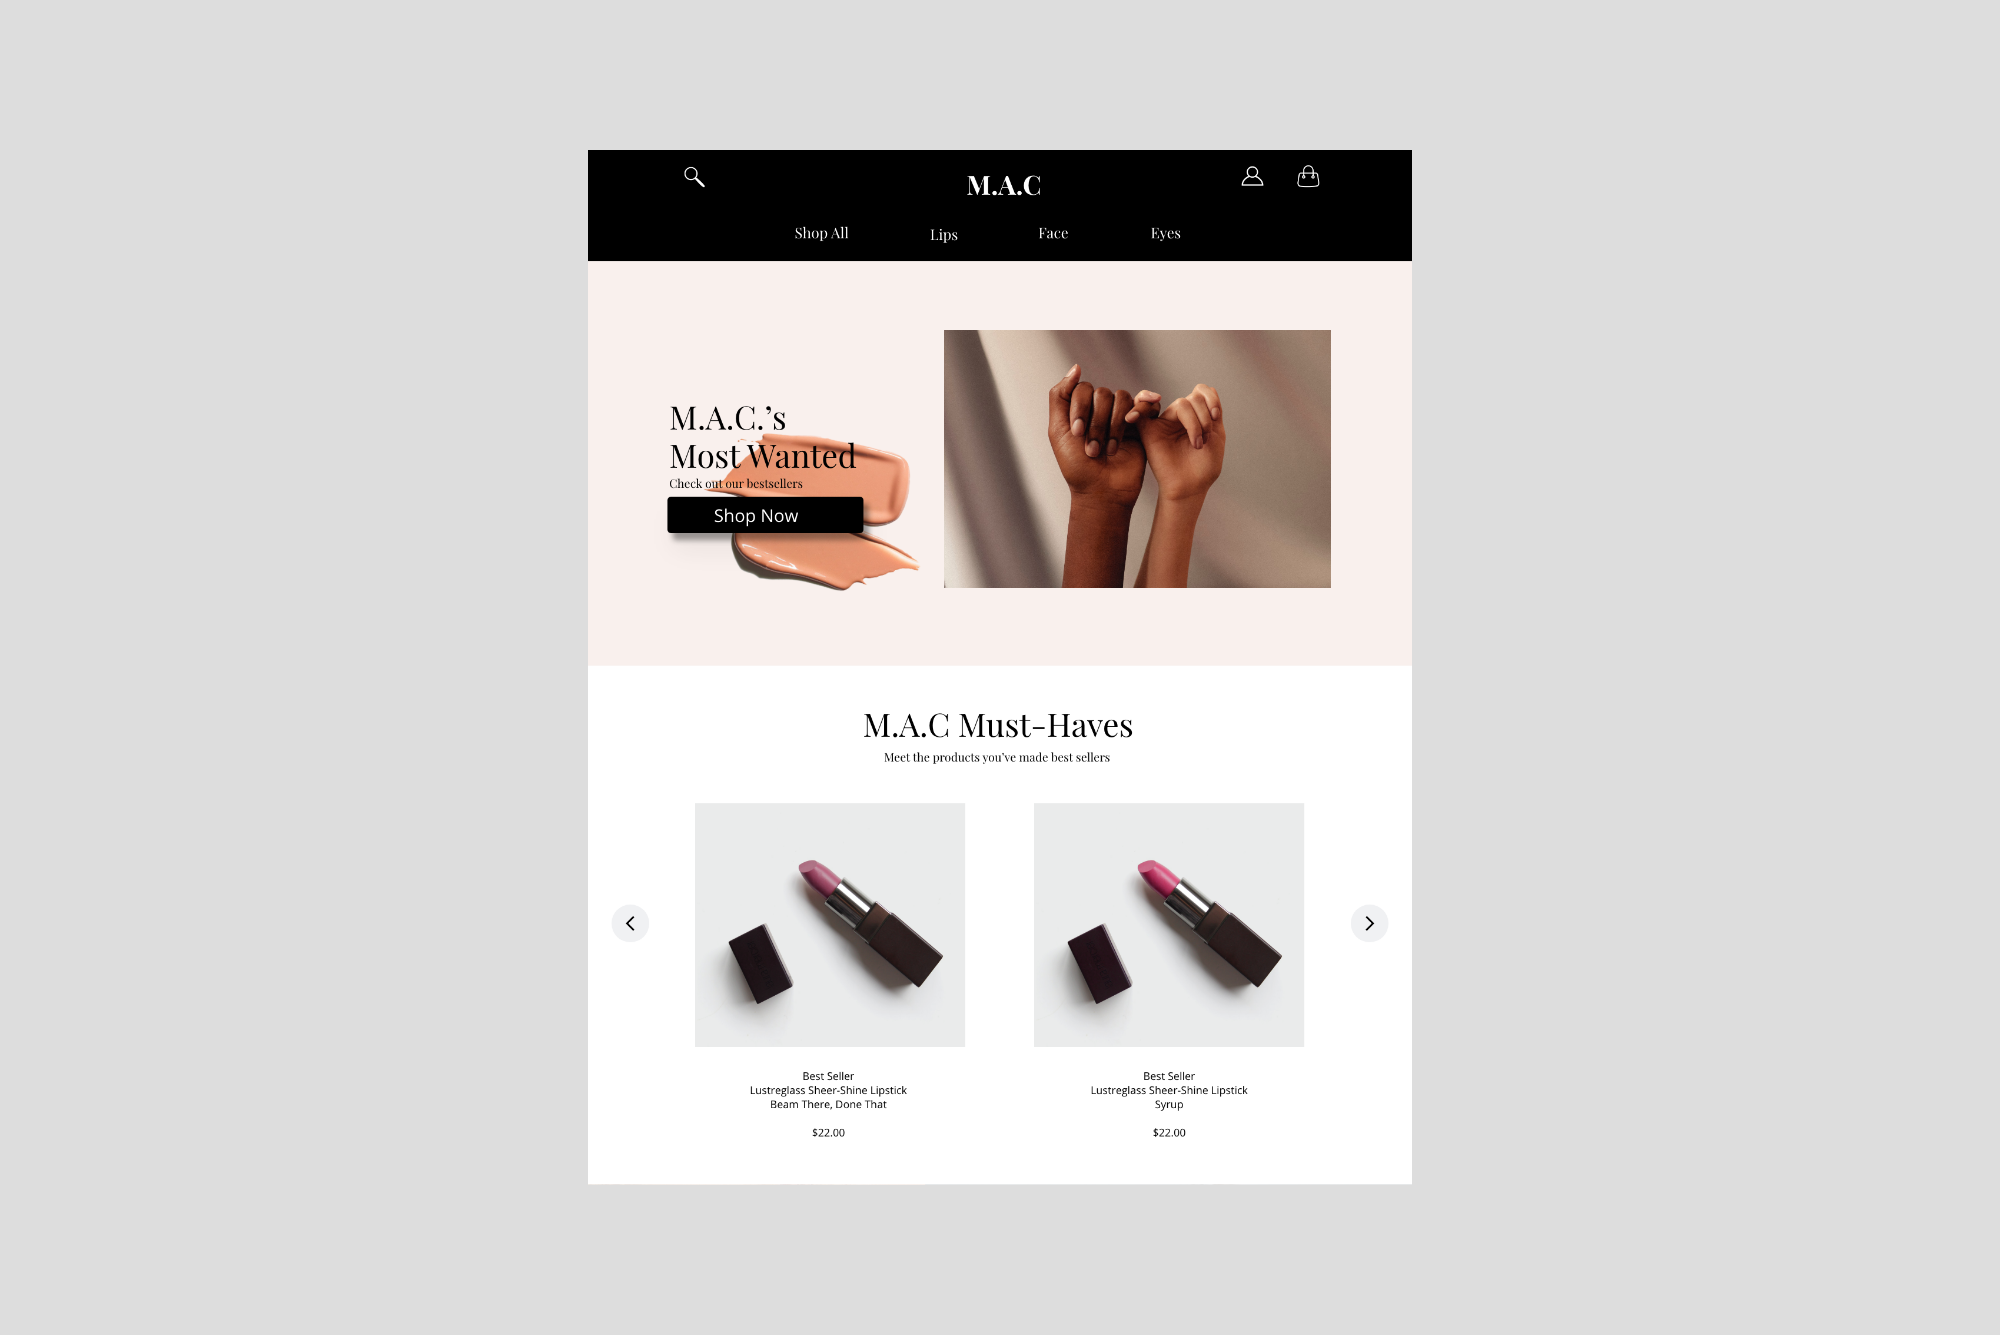 M.A.C
Shop All
Lips
Face
Eyes
M.A.C.’s
Most Wanted
Check out our bestsellers
Shop Now
M.A.C Must-Haves
Meet the products you’ve made best sellers
Best Seller
Lustreglass Sheer-Shine Lipstick
Beam There, Done That
$22.00
Best Seller
Lustreglass Sheer-Shine Lipstick
Syrup
$22.00